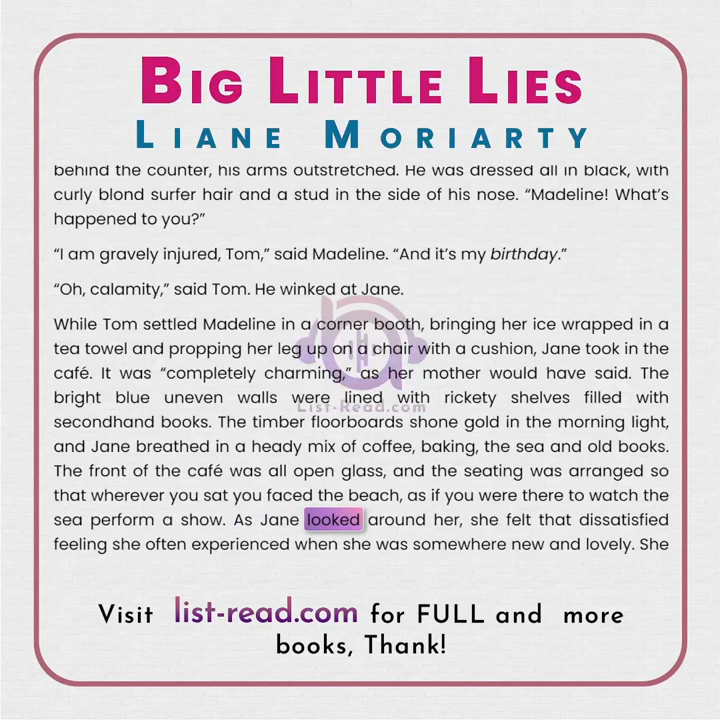 BIG LITTLE LIES
LIANE MORIARTY
behind the counter, his arms outstretched. He was dressed all in black, with
curly blond surfer hair and a stud in the side of his nose. “Madeline! What’s
happened to you?”
“I am gravely injured, Tom,” said Madeline. “And it’s my birthday.”
“Oh, calamity,” said Tom. He winked at Jane.
While Tom settled Madeline in a corner booth, bringing her ice wrapped in a
tea towel and propping her leg up on a chair with a cushion, Jane took in the
café. It was “completely charming,” as her mother would have said. The
bright blue uneven walls were lined with rickety shelves filled with
List-Read.com
secondhand books. The timber floorboards shone gold in the morning light,
and Jane breathed in a heady mix of coffee, baking, the sea and old books.
The front of the café was all open glass, and the seating was arranged so
that wherever you sat you faced the beach, as if you were there to watch the
sea perform a show. As Jane looked around her, she felt that dissatisfied
feeling she often experienced when she was somewhere new and lovely. She
Visit list-read.com for FULL and more
books, Thank!